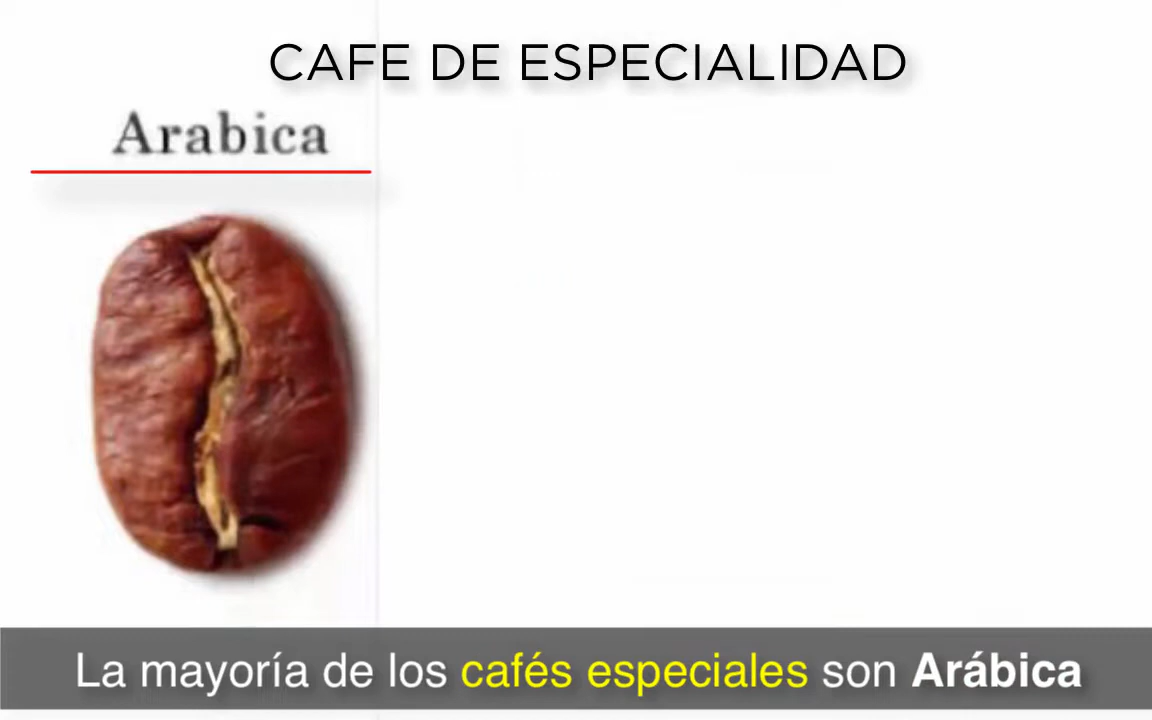 CAFE DE ESPECIALIDAD
Arabica
La mayoría de los cafés especiales son Arábica